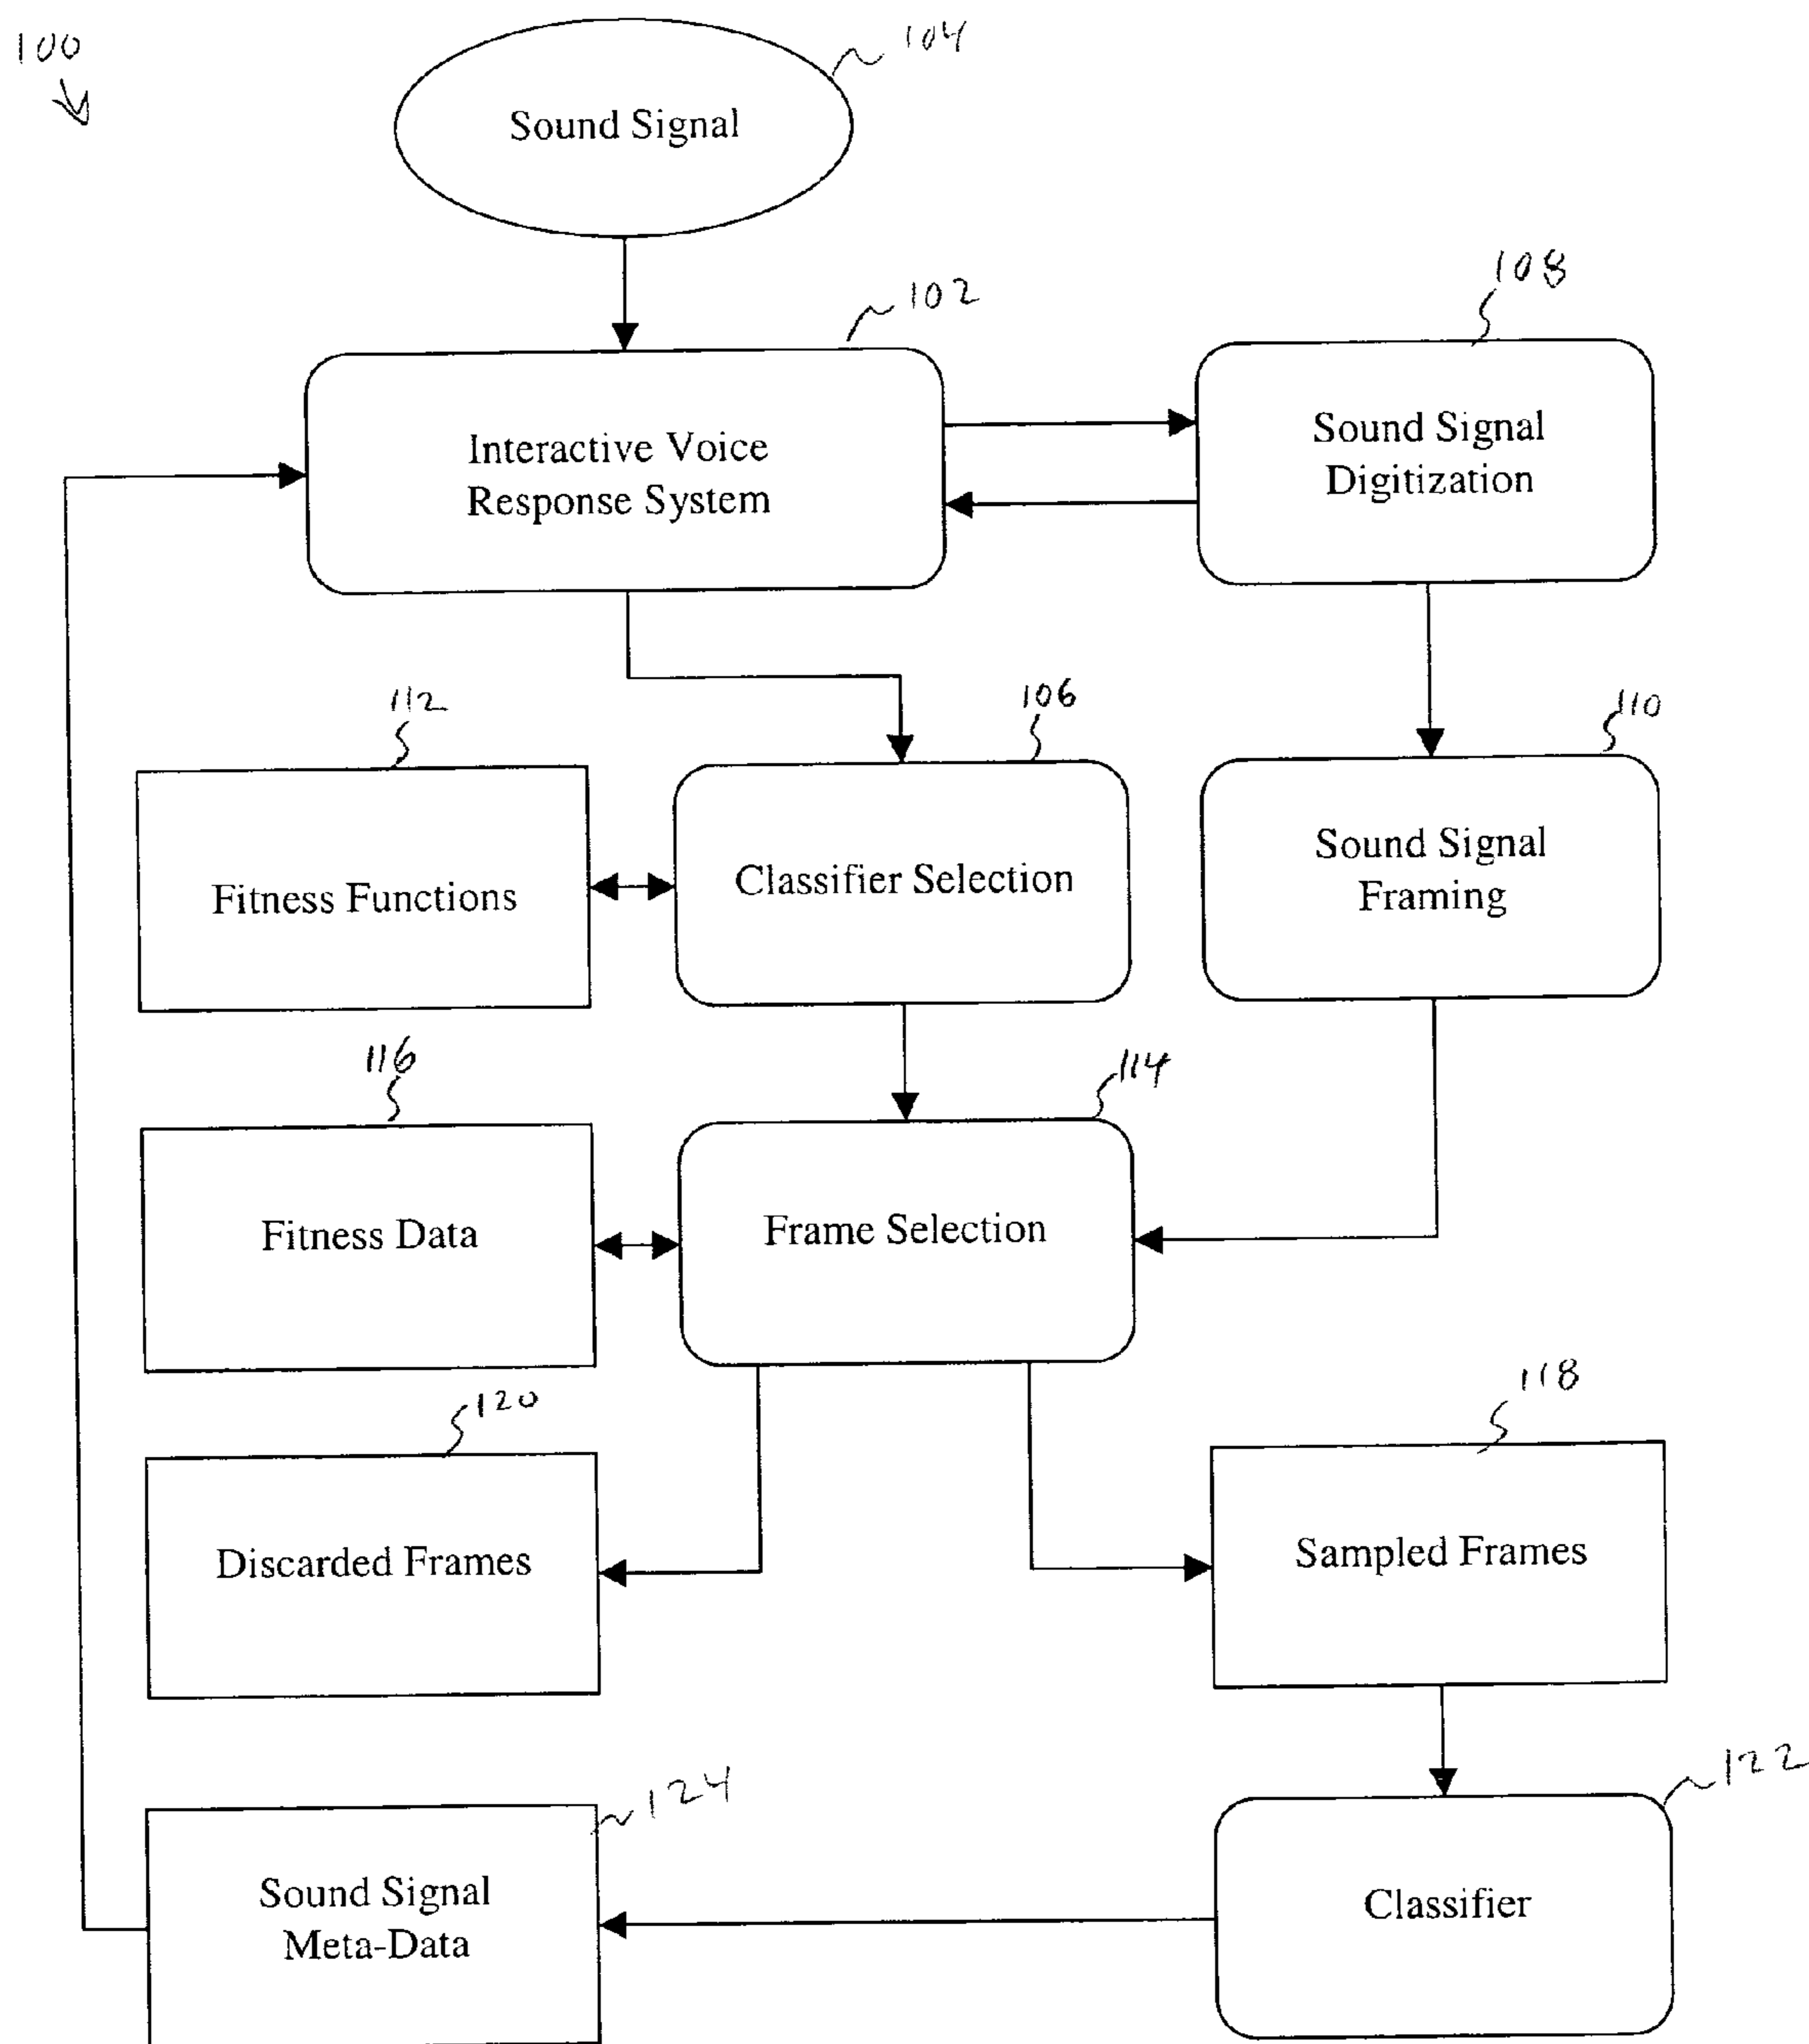 100
104
Sound Signal
102
108
Interactive Voice
Response System
Sound Signal
Digitization
112
106
110
Fitness Functions
Classifier Selection
Sound Signal
Framing
116
114
Fitness Data
Frame Selection
120
118
Discarded Frames
Sampled Frames
124
122
Sound Signal
Meta-Data
Classifier